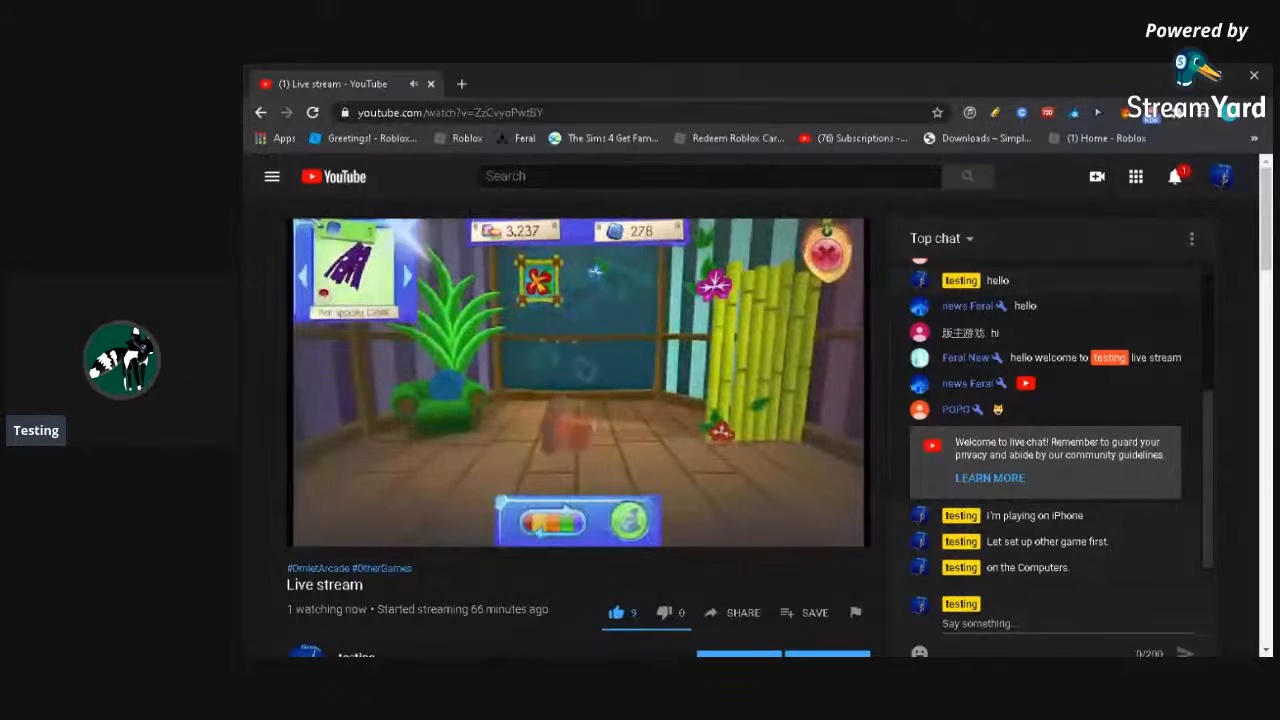 Powered by
StreamYard
(1) Live stream - YouTube
youtube.com/watch?v=ZzCvyoPwtBY
Apps
Greetings! - Roblox...
Roblox
Feral
The Sims 4 Get Fam...
Redeem Roblox Car...
(76) Subscriptions -...
Downloads – Simpl...
(1) Home - Roblox
YouTube
Search
1
3,237
278
Top chat
testing hello
news Feral hello
版主游戏 hi
Feral New hello welcome to testing live stream
news Feral
POPO
Welcome to live chat! Remember to guard your
privacy and abide by our community guidelines.
LEARN MORE
testing I'm playing on iPhone
testing Let set up other game first.
testing on the Computers.
testing
Say something...
0/200
Testing
#OmletArcade #OtherGames
Live stream
1 watching now • Started streaming 66 minutes ago
9
0
SHARE
SAVE
testing